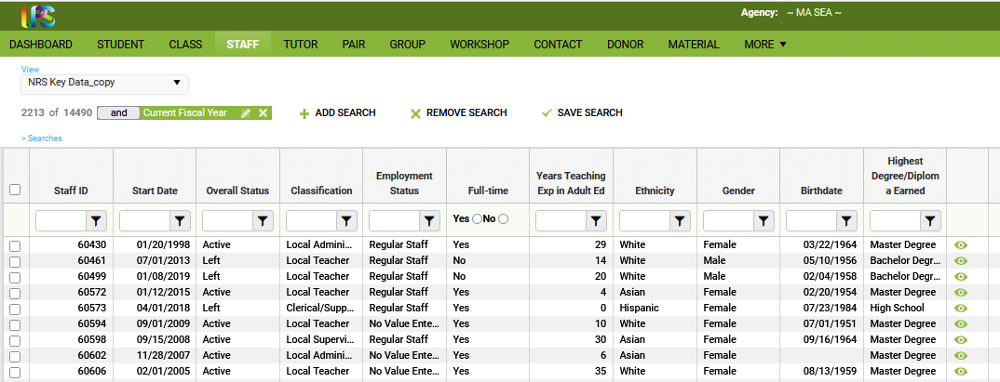 LPS
Agency: ~ MA SEA ~
DASHBOARD STUDENT CLASS STAFF TUTOR PAIR GROUP WORKSHOP CONTACT DONOR MATERIAL MORE
View
NRS Key Data_copy
2213 of 14490 and Current Fiscal Year ADD SEARCH REMOVE SEARCH SAVE SEARCH
> Searches
Staff ID Start Date Overall Status Classification Employment Status Full-time Years Teaching Exp in Adult Ed Ethnicity Gender Birthdate Highest Degree/Diplom a Earned
Yes No
60430 01/20/1998 Active Local Admini... Regular Staff Yes 29 White Female 03/22/1964 Master Degree
60461 07/01/2013 Left Local Teacher Regular Staff No 14 White Male 05/10/1956 Bachelor Degr...
60499 01/08/2019 Left Local Teacher Regular Staff No 20 White Male 02/04/1958 Bachelor Degr...
60572 01/12/2015 Active Local Teacher Regular Staff Yes 4 Asian Female 02/20/1954 Master Degree
60573 04/01/2018 Left Clerical/Supp... Regular Staff Yes 0 Hispanic Female 07/23/1984 High School
60594 09/01/2009 Active Local Teacher No Value Ente... Yes 10 White Female 07/01/1951 Master Degree
60598 09/15/2008 Active Local Supervi... Regular Staff Yes 30 Asian Female 09/16/1964 Master Degree
60602 11/28/2007 Active Local Admini... No Value Ente... Yes 6 Asian Female Master Degree
60606 02/01/2005 Active Local Teacher No Value Ente... Yes 35 White Female 08/13/1959 Master Degree